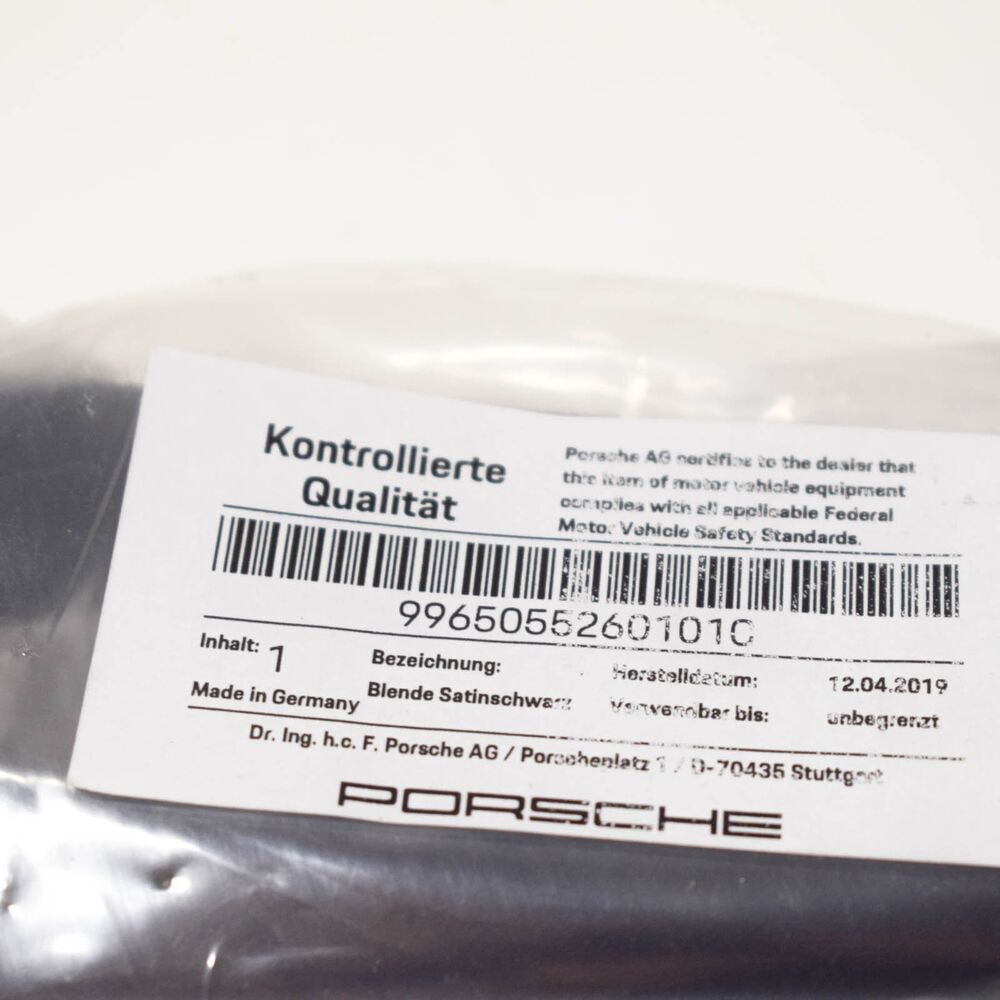 Kontrollierte
Qualität
Porsche AG certifies to the dealer that
this item of motor vehicle equipment
complies with all applicable Federal
Motor Vehicle Safety Standards.
9965055260101C
Inhalt: 1
Bezeichnung:
Herstelldatum: 12.04.2019
Made in Germany
Blende Satinschwarz
Verwendbar bis: unbegrenzt
Dr. Ing. h.c. F. Porsche AG / Porscheplatz 1 / D-70435 Stuttgart
PORSCHE